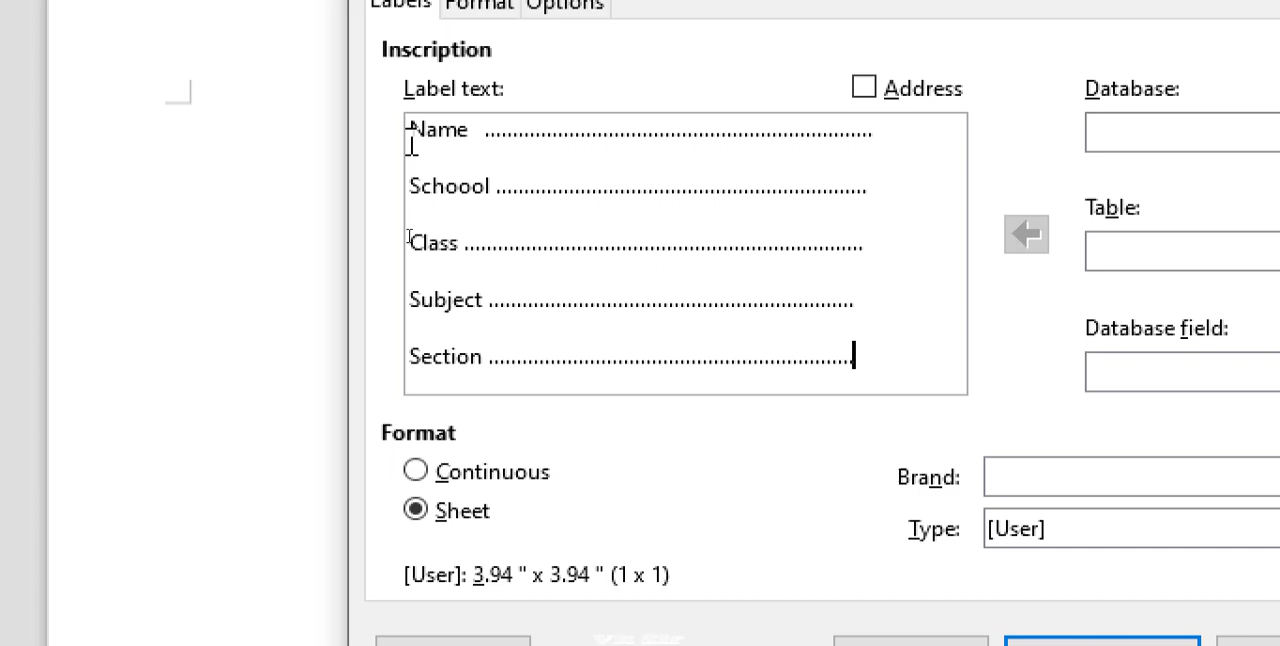 Labels Format Options
Inscription
Label text: Address Database:
Name ......................................................................
Schoool ...................................................................
Table:
Class .......................................................................
Subject ..................................................................
Database field:
Section ..................................................................
Format
Continuous
Brand:
Sheet
Type: [User]
[User]: 3.94 " x 3.94 " (1 x 1)